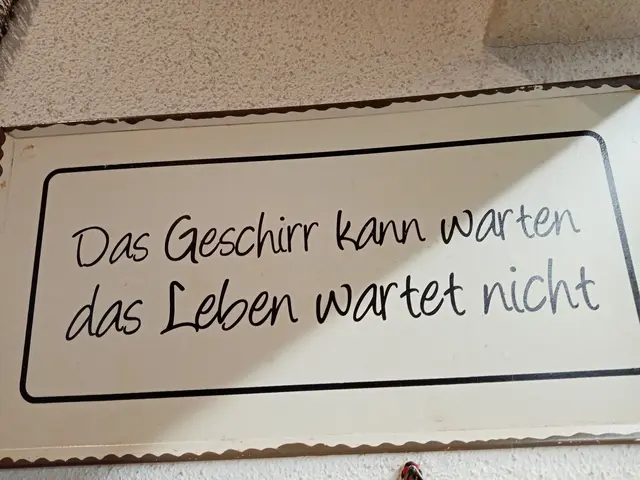 Das Geschirr kann warten
das Leben wartet nicht